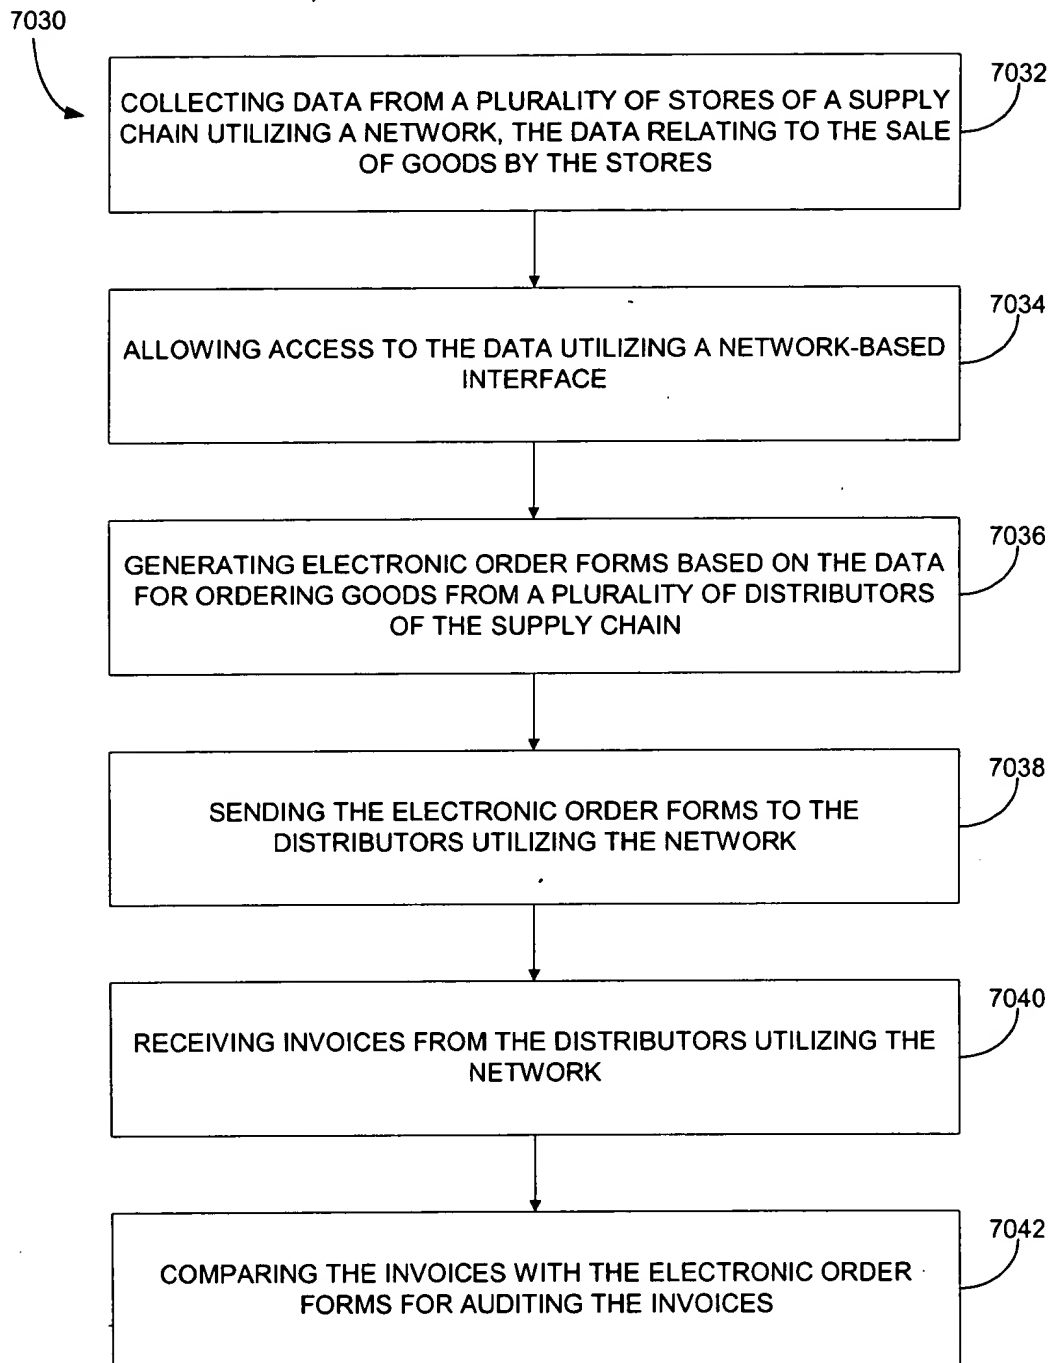 7030
7032
COLLECTING DATA FROM A PLURALITY OF STORES OF A SUPPLY
CHAIN UTILIZING A NETWORK, THE DATA RELATING TO THE SALE
OF GOODS BY THE STORES
7034
ALLOWING ACCESS TO THE DATA UTILIZING A NETWORK-BASED
INTERFACE
7036
GENERATING ELECTRONIC ORDER FORMS BASED ON THE DATA
FOR ORDERING GOODS FROM A PLURALITY OF DISTRIBUTORS
OF THE SUPPLY CHAIN
7038
SENDING THE ELECTRONIC ORDER FORMS TO THE
DISTRIBUTORS UTILIZING THE NETWORK
7040
RECEIVING INVOICES FROM THE DISTRIBUTORS UTILIZING THE
NETWORK
7042
COMPARING THE INVOICES WITH THE ELECTRONIC ORDER
FORMS FOR AUDITING THE INVOICES